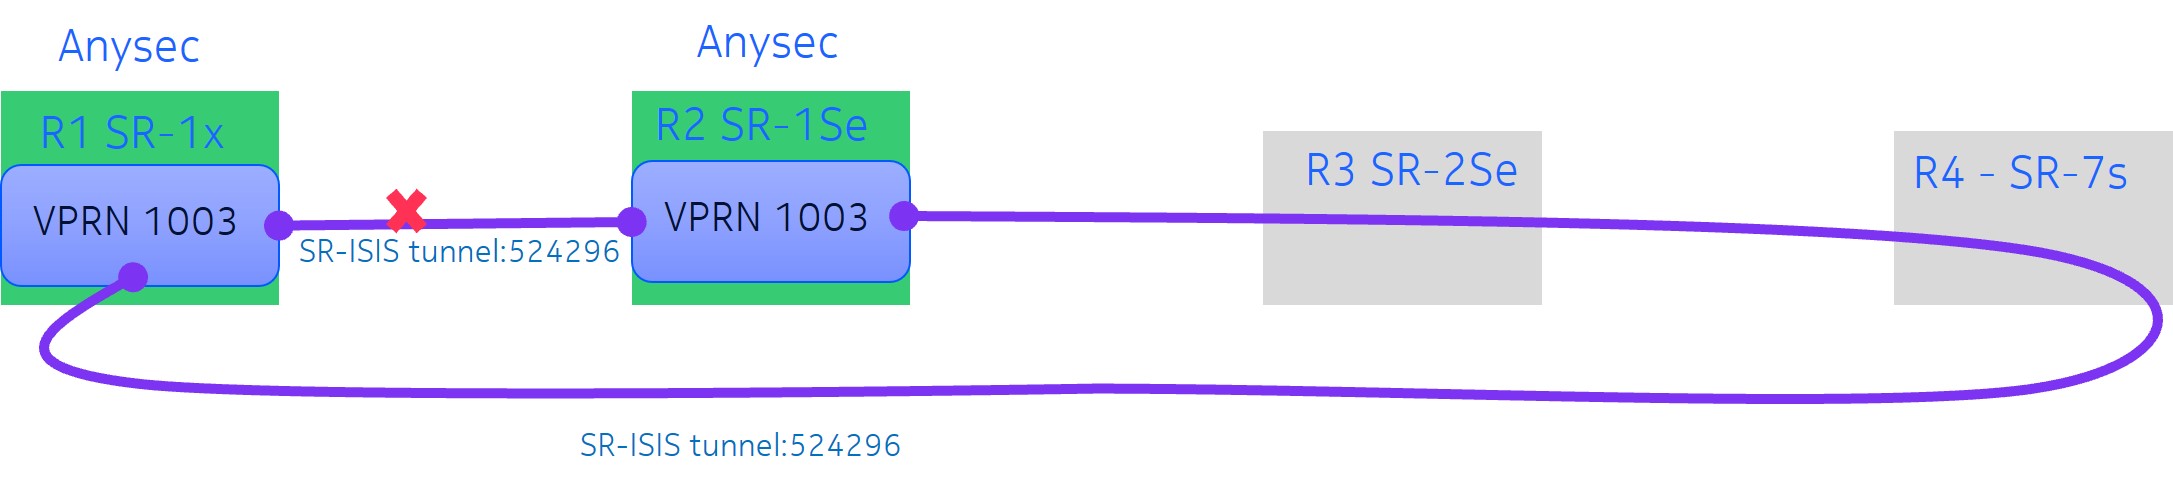 Anysec
Anysec
R1 SR-1x
R2 SR-1Se
R3 SR-2Se
R4 - SR-7s
VPRN 1003
VPRN 1003
SR-ISIS tunnel:524296
SR-ISIS tunnel:524296